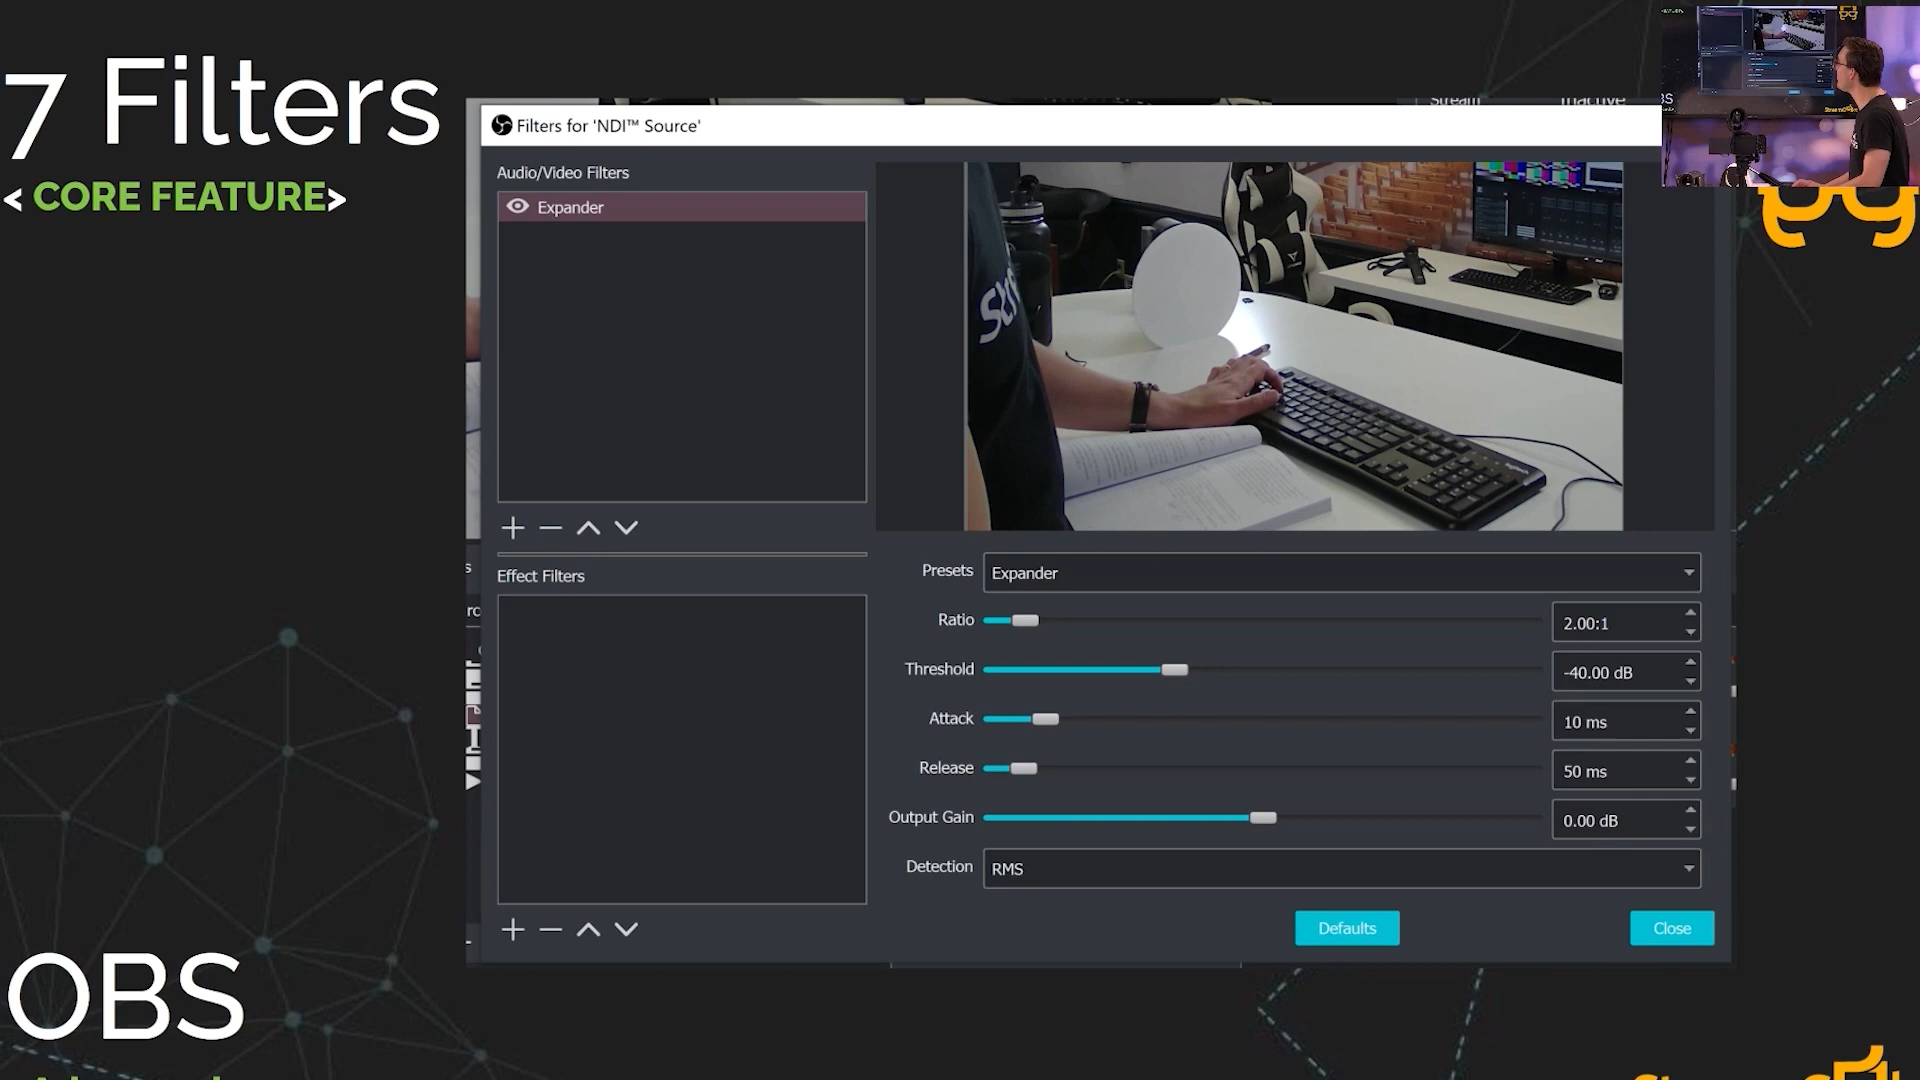 7 Filters
< CORE FEATURE>
Stream
Inactive
Filters for 'NDI™ Source'
Audio/Video Filters
Expander
Effect Filters
Presets
Expander
Ratio
2.00:1
Threshold
-40.00 dB
Attack
10 ms
Release
50 ms
Output Gain
0.00 dB
Detection
RMS
Defaults
Close
OBS